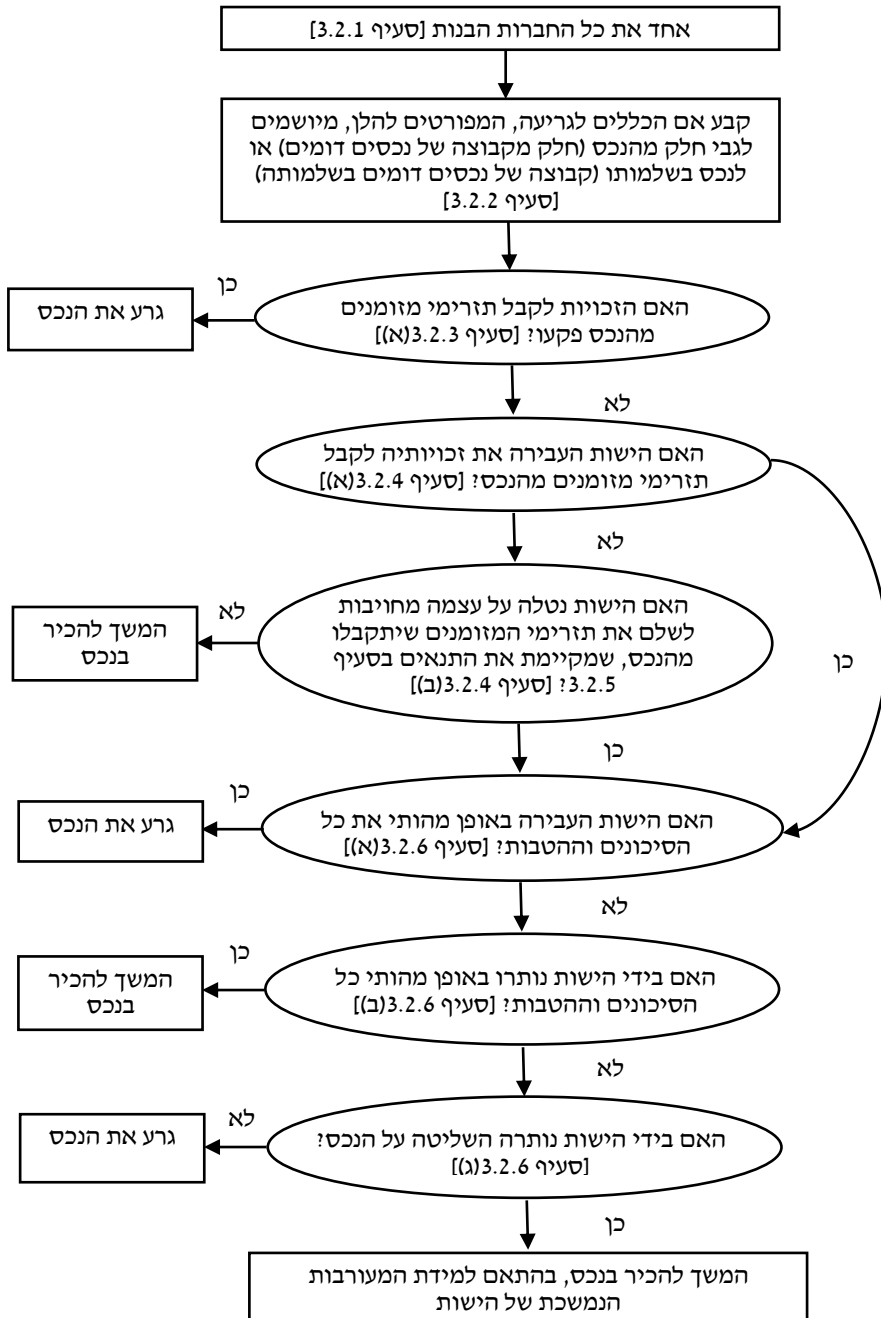 אחד את כל החברות הבנות [סעיף 3.2.1]
קבע אם הכללים לגריעה, המפורטים להלן, מיושמים
לגבי חלק מהנכס (חלק מקבוצה של נכסים דומים) או
לנכס בשלמותו (קבוצה של נכסים דומים בשלמותה)
[סעיף 3.2.2]
האם הזכויות לקבל תזרימי מזומנים
מהנכס פקעו? [סעיף 3.2.3(א)]
כן
גרע את הנכס
לא
האם הישות העבירה את זכויותיה לקבל
תזרימי מזומנים מהנכס? [סעיף 3.2.4(א)]
לא
כן
האם הישות נטלה על עצמה מחויבות
לשלם את תזרימי המזומנים שיתקבלו
מהנכס, שמקיימת את התנאים בסעיף
3.2.5? [סעיף 3.2.4(ב)]
לא
המשך להכיר
בנכס
כן
האם הישות העבירה באופן מהותי את כל
הסיכונים וההטבות? [סעיף 3.2.6(א)]
כן
גרע את הנכס
לא
האם בידי הישות נותרו באופן מהותי כל
הסיכונים וההטבות? [סעיף 3.2.6(ב)]
כן
המשך להכיר
בנכס
לא
האם בידי הישות נותרה השליטה על הנכס?
[סעיף 3.2.6(ג)]
לא
גרע את הנכס
כן
המשך להכיר בנכס, בהתאם למידת המעורבות
הנמשכת של הישות